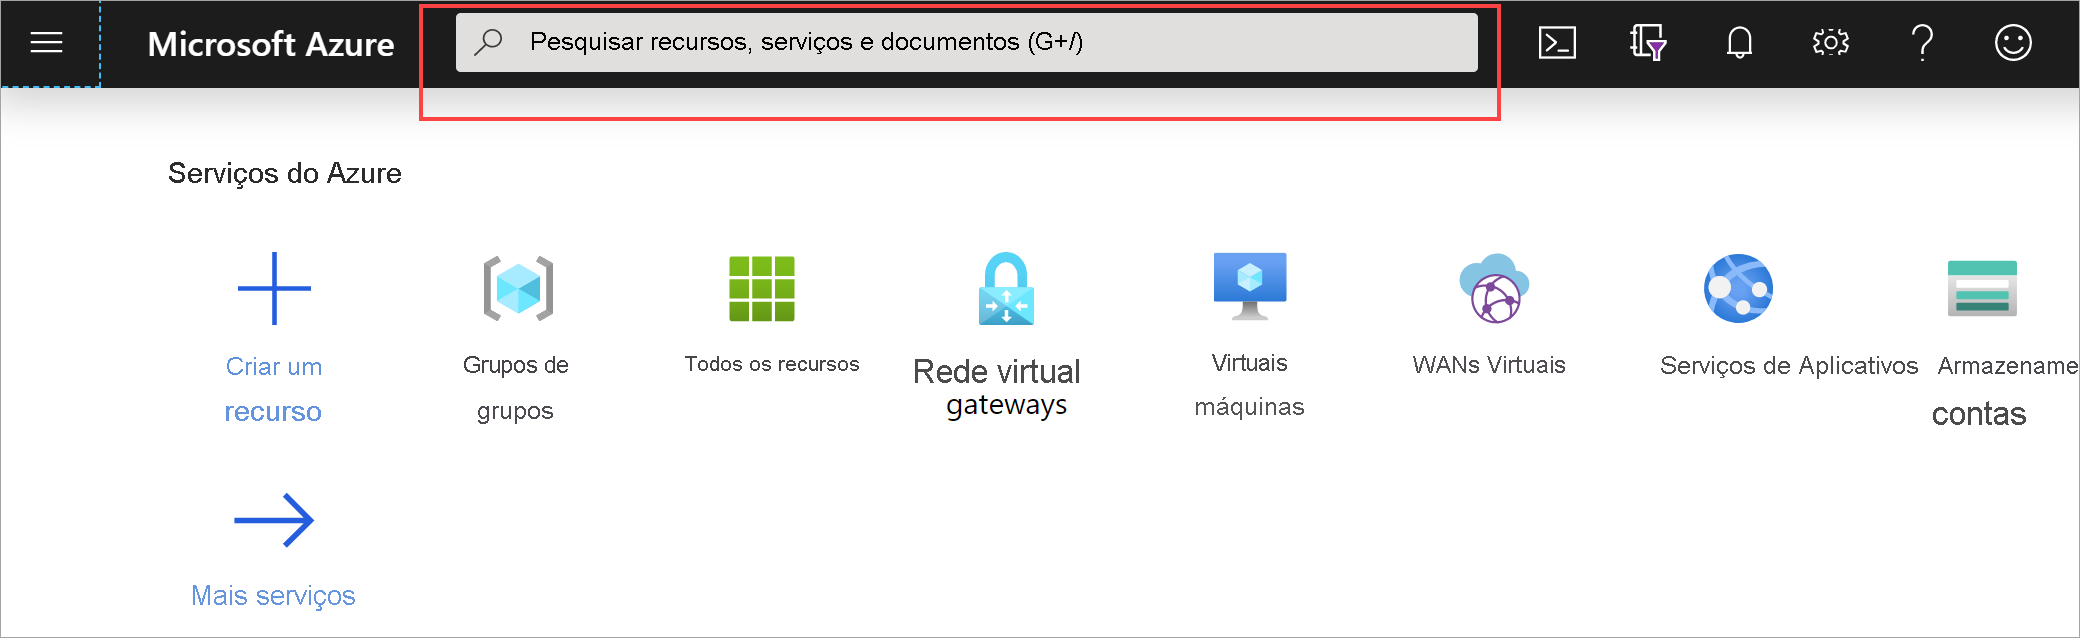 Microsoft Azure
Pesquisar recursos, serviços e documentos (G+/)
Serviços do Azure
Criar um
recurso
Grupos de
grupos
Todos os recursos
Rede virtual
gateways
Virtuais
máquinas
WANs Virtuais
Serviços de Aplicativos
Armazename
contas
Mais serviços